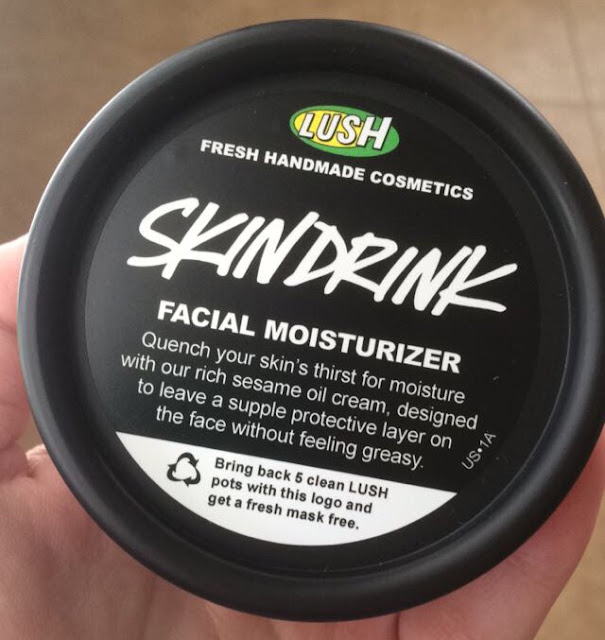 LUSH
FRESH HANDMADE COSMETICS
SKINDRINK
FACIAL MOISTURIZER
Quench your skin's thirst for moisture
with our rich sesame oil cream, designed
to leave a supple protective layer on
the face without feeling greasy.
US•1A
Bring back 5 clean LUSH
pots with this logo and
get a fresh mask free.